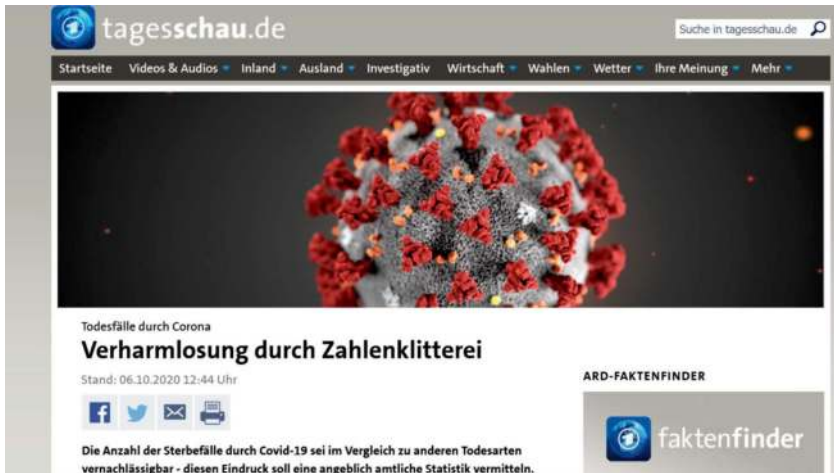 tagesschau.de
Suche in tagesschau.de
Startseite Videos & Audios Inland Ausland Investigativ Wirtschaft Wahlen Wetter Ihre Meinung Mehr
Todesfälle durch Corona
Verharmlosung durch Zahlenklitterei
Stand: 06.10.2020 12:44 Uhr
ARD-FAKTENFINDER
faktenfinder
Die Anzahl der Sterbefälle durch Covid-19 sei im Vergleich zu anderen Todesarten
vernachlässigbar - diesen Eindruck soll eine angeblich amtliche Statistik vermitteln.